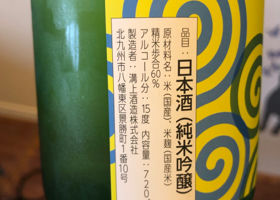 品目：日本酒（純米吟醸）
原材料名：米（国産）、米麹（国産米）
精米歩合60%
アルコール分：15度 内容量：720
製造者：溝上酒造株式会社
北九州市八幡東区景勝町1番10号